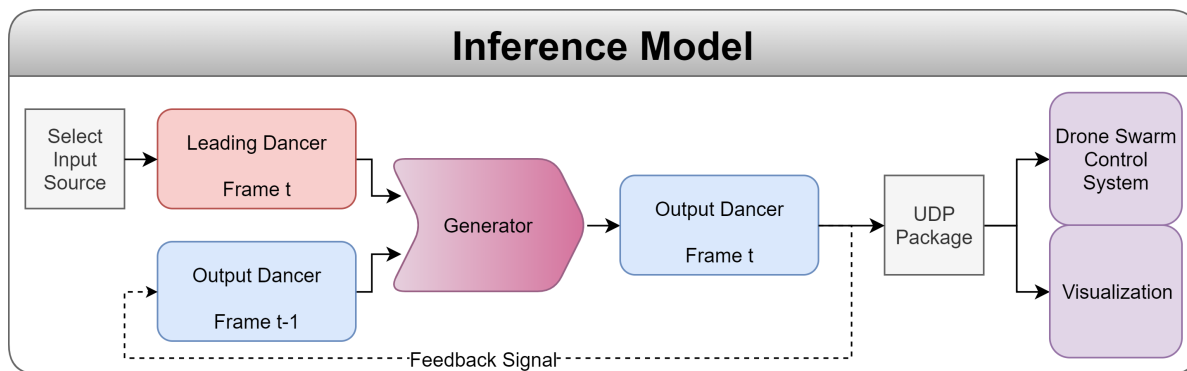 Inference Model
Select
Input
Source
Leading Dancer
Frame t
Output Dancer
Frame t-1
Generator
Output Dancer
Frame t
UDP
Package
Drone Swarm
Control
System
Visualization
Feedback Signal